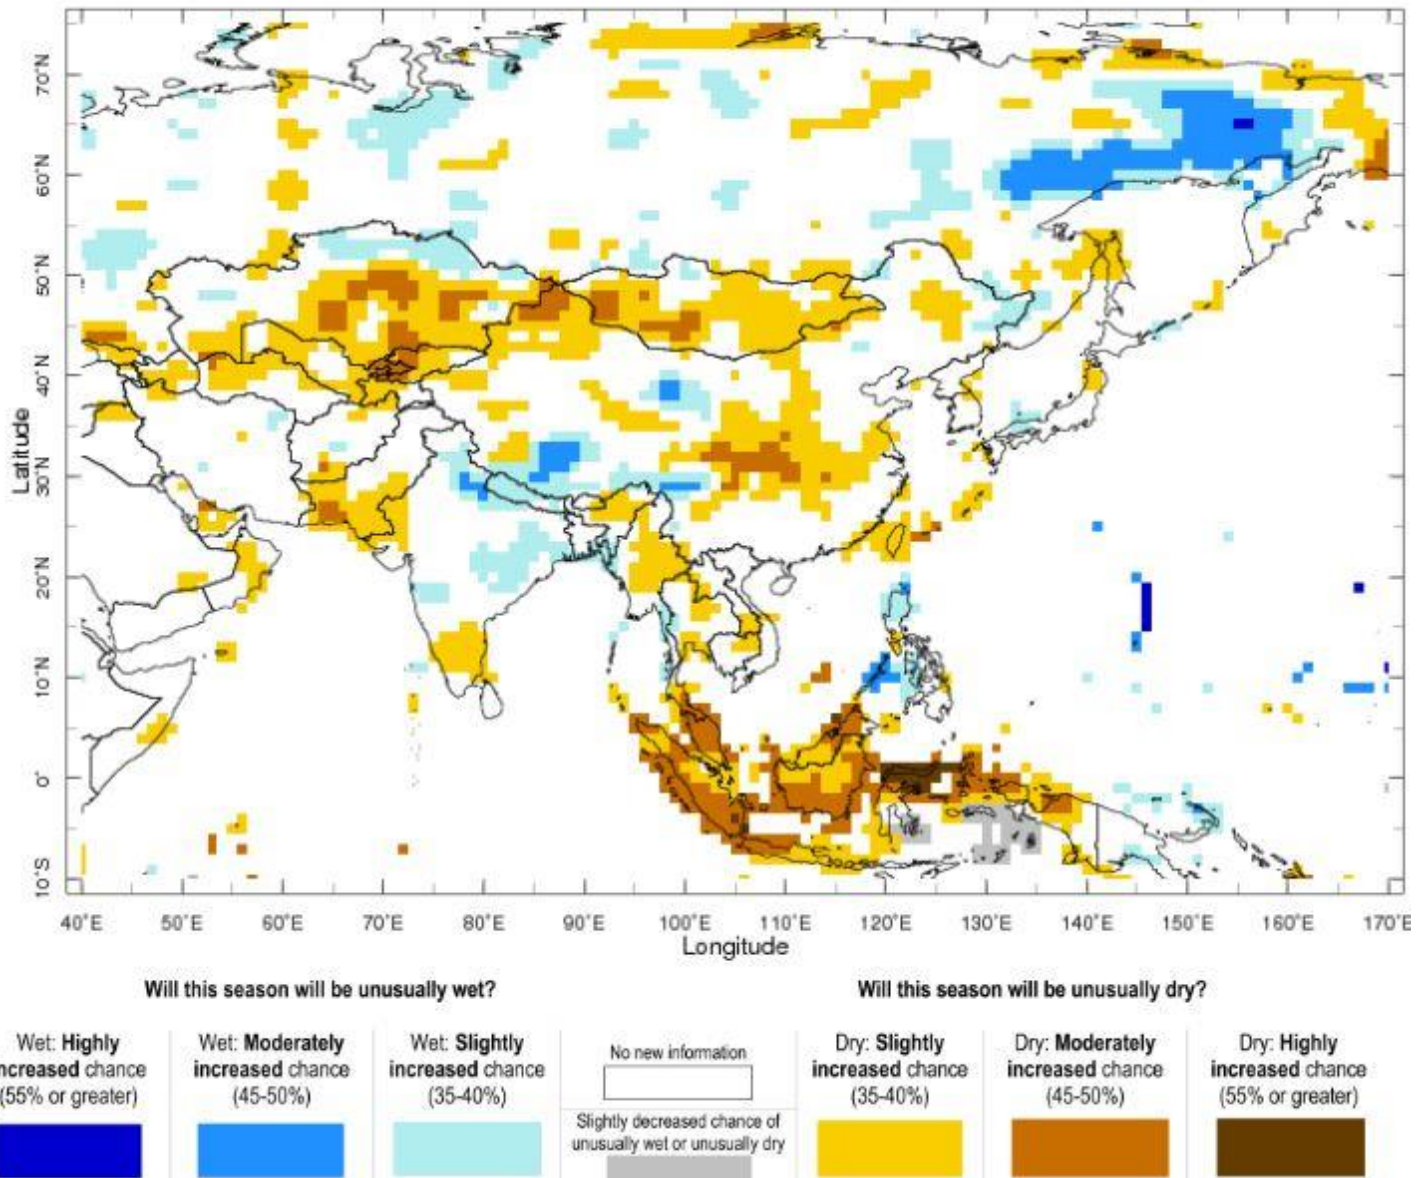 70°N
60°N
50°N
40°N
30°N
20°N
10°N
0°
10°S
Latitude
40°E 50°E 60°E 70°E 80°E 90°E 100°E 110°E 120°E 130°E 140°E 150°E 160°E 170°E
Longitude
Will this season will be unusually wet?
Will this season will be unusually dry?
Wet: Highly
ncreased chance
(55% or greater)
Wet: Moderately
increased chance
(45-50%)
Wet: Slightly
increased chance
(35-40%)
No new information
Slightly decreased chance of
unusually wet or unusually dry
Dry: Slightly
increased chance
(35-40%)
Dry: Moderately
increased chance
(45-50%)
Dry: Highly
increased chance
(55% or greater)